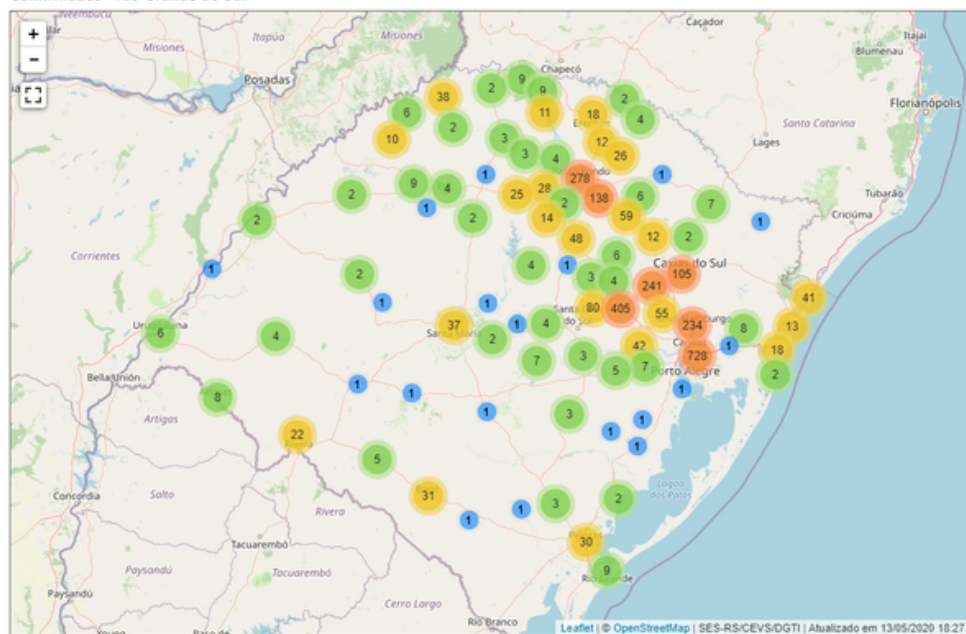 +
−
Misiones
Itapúa
Misiones
Posadas
Caçador
Itajaí
Blumenau
Florianópolis
Santa Catarina
Lages
Tubarão
Criciúma
Chapecó
2
9
9
38
11
18
2
6
2
4
10
3
12
3
4
26
1
278
1
9
4
25
28
138
6
2
2
7
2
2
14
59
1
1
48
12
2
Corrientes
4
6
1
1
2
3
4
Caxias do Sul
105
241
1
1
80
405
55
41
37
1
4
234
8
13
6
4
2
42
1
18
7
3
728
5
7
Porto Alegre
2
Bella Unión
1
1
1
8
1
3
1
1
1
Artigas
22
5
31
Concordia
Salto
Rivera
Lagoa
dos Patos
3
2
1
1
30
Tacuarembó
Tacuarembó
Paysandú
Paysandú
9
Rio Grande
Cerro Largo
Río Branco
Leaflet | © OpenStreetMap | SES-RS/CEVS/DGTI | Atualizado em 13/05/2020 18:27